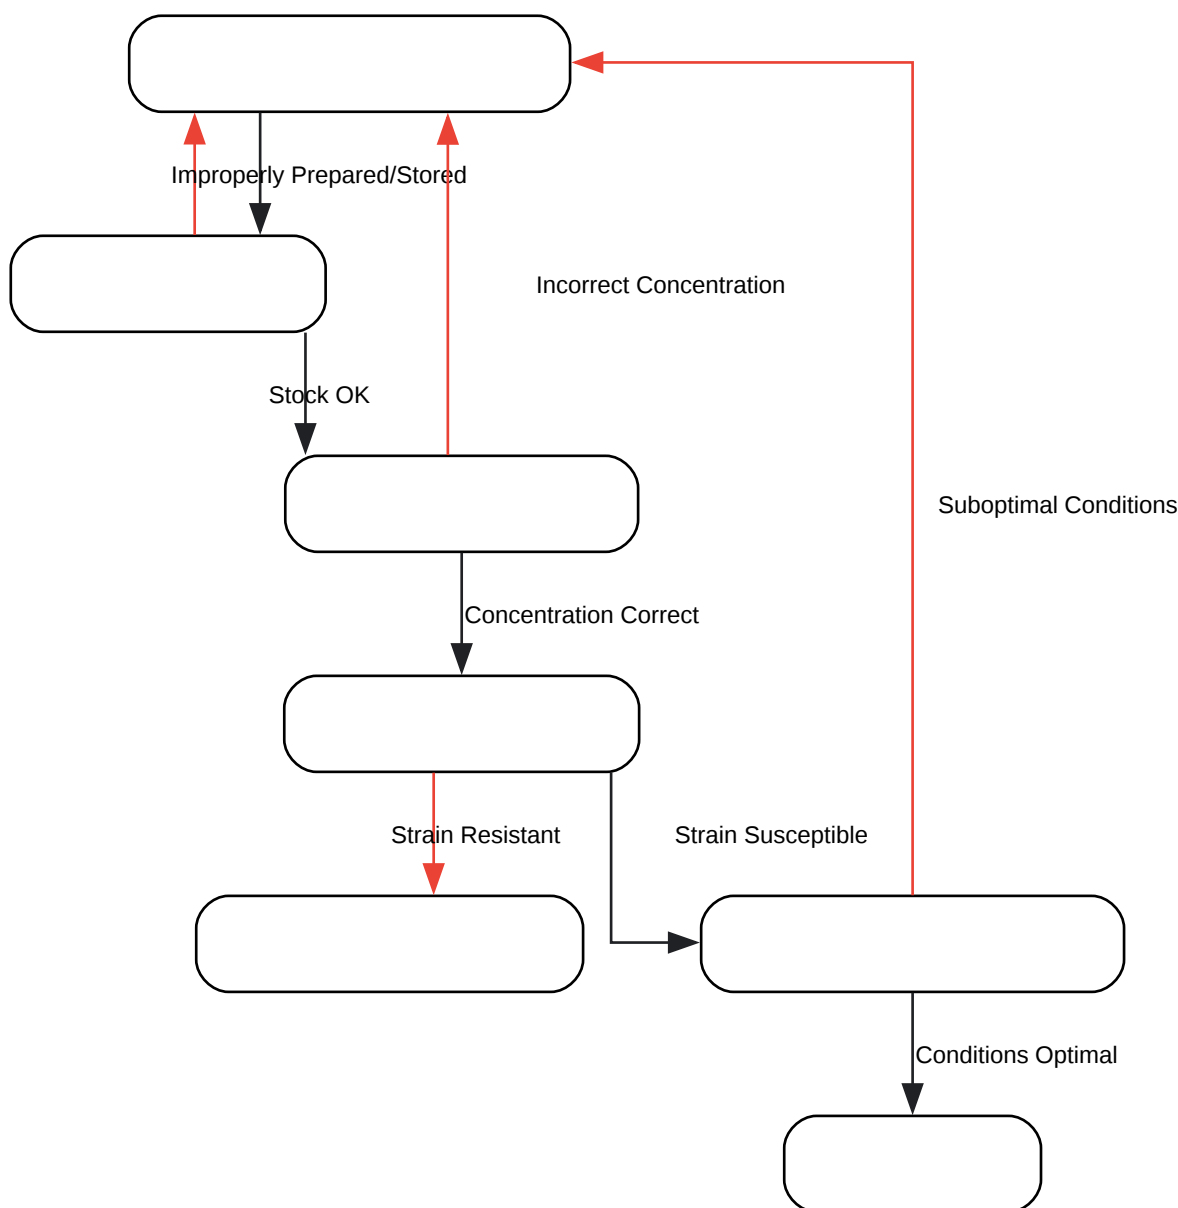 Improperly Prepared/Stored
Incorrect Concentration
Stock OK
Suboptimal Conditions
Concentration Correct
Strain Resistant
Strain Susceptible
Conditions Optimal